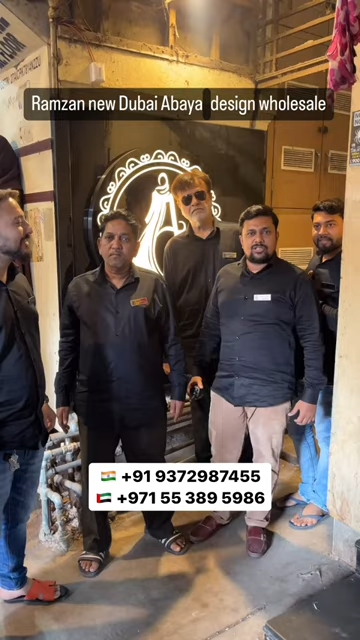 Ramzan new Dubai Abaya design wholesale
🇮🇳 +91 9372987455
🇦🇪 +971 55 389 5986